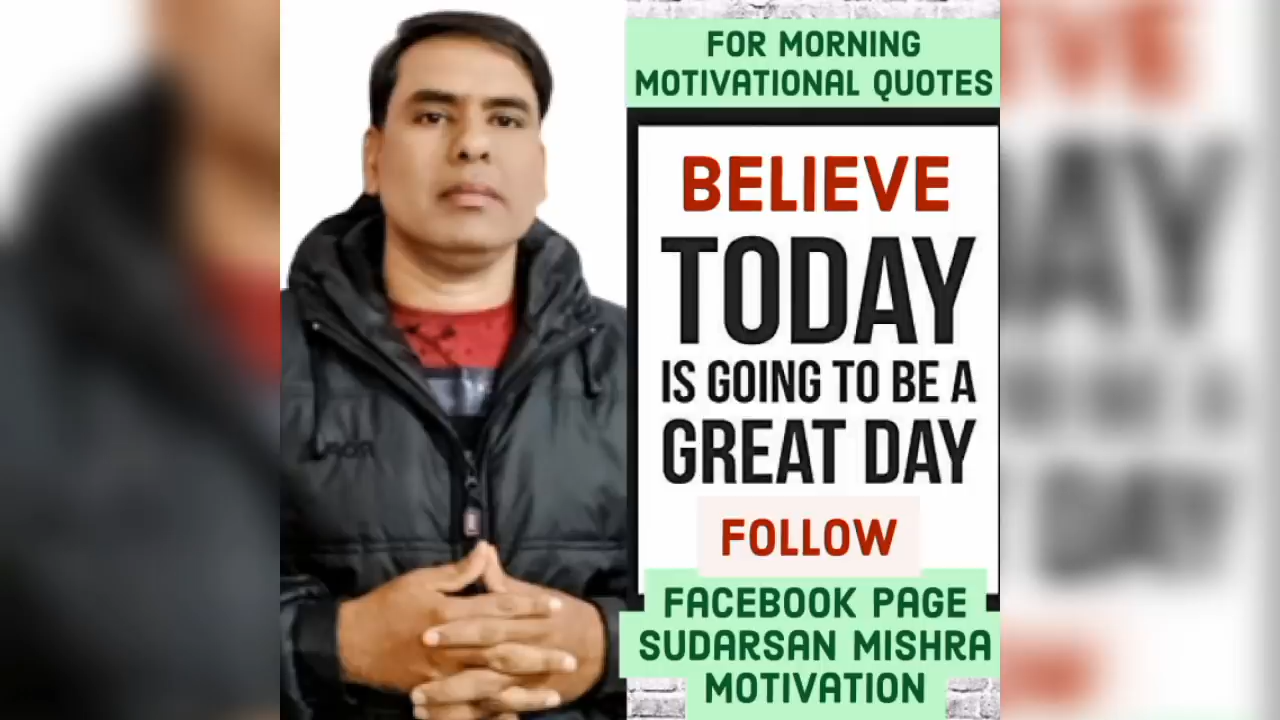 FOR MORNING
MOTIVATIONAL QUOTES
BELIEVE
TODAY
IS GOING TO BE A
GREAT DAY
FOLLOW
FACEBOOK PAGE
SUDARSAN MISHRA
MOTIVATION